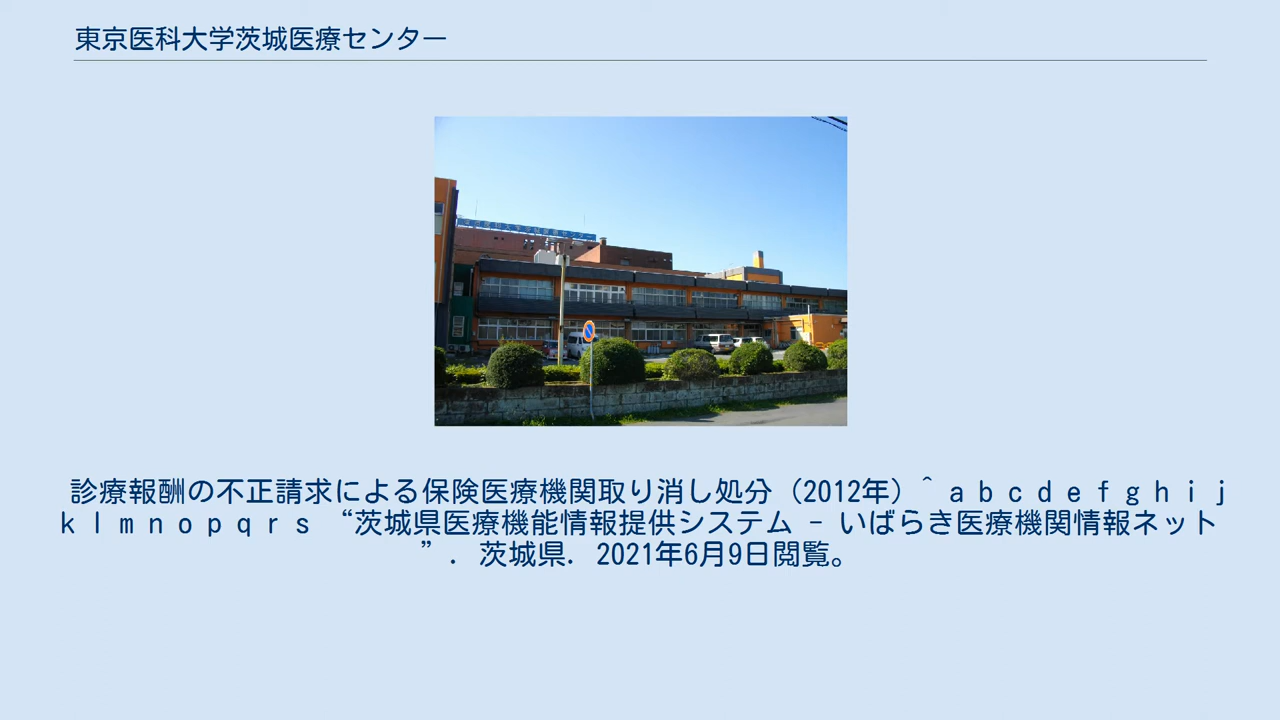 東京医科大学茨城医療センター
診療報酬の不正請求による保険医療機関取り消し処分（2012年）^ a b c d e f g h i j
k l m n o p q r s “茨城県医療機能情報提供システム - いばらき医療機関情報ネット
”. 茨城県. 2021年6月9日閲覧。